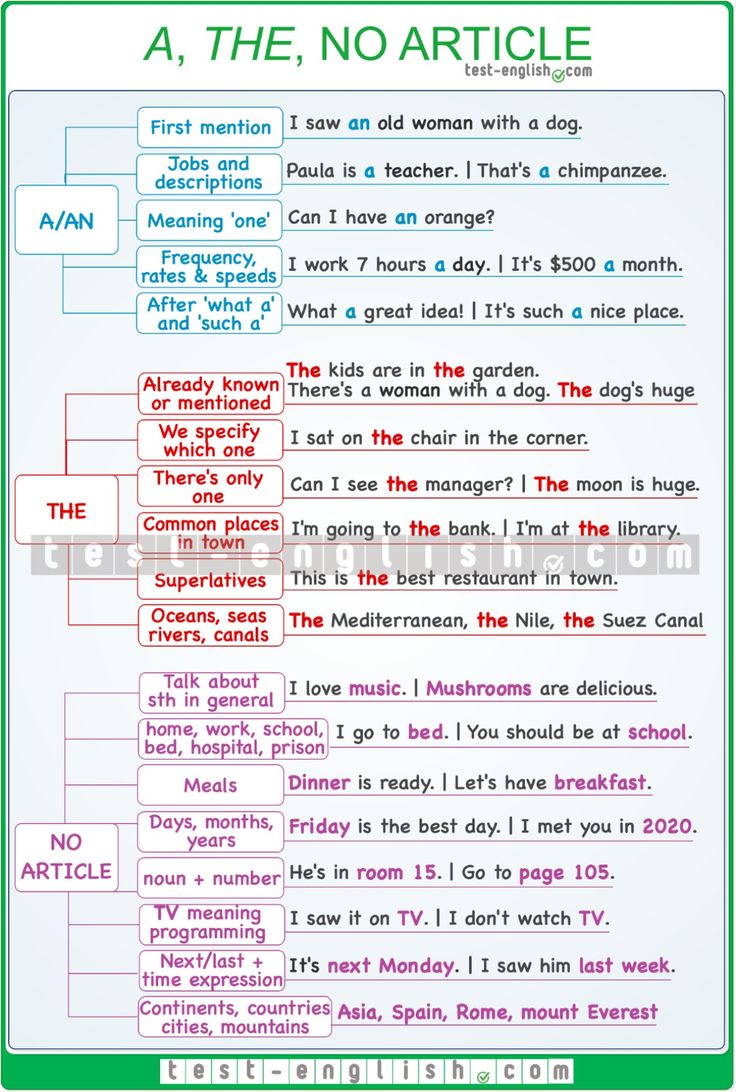 A, THE, NO ARTICLE
test-english.com
A/AN
First mention
I saw an old woman with a dog.
Jobs and
descriptions
Paula is a teacher. | That's a chimpanzee.
Meaning 'one'
Can I have an orange?
Frequency,
rates & speeds
I work 7 hours a day. | It's $500 a month.
After 'what a'
and 'such a'
What a great idea! | It's such a nice place.
THE
Already known
or mentioned
The kids are in the garden.
There's a woman with a dog. The dog's huge
We specify
which one
I sat on the chair in the corner.
There's only
one
Can I see the manager? | The moon is huge.
Common places
in town
I'm going to the bank. | I'm at the library.
test-english.com
Superlatives
This is the best restaurant in town.
Oceans, seas
rivers, canals
The Mediterranean, the Nile, the Suez Canal
NO
ARTICLE
Talk about
sth in general
I love music. | Mushrooms are delicious.
home, work, school,
bed, hospital, prison
I go to bed. | You should be at school.
Meals
Dinner is ready. | Let's have breakfast.
Days, months,
years
Friday is the best day. | I met you in 2020.
noun + number
He's in room 15. | Go to page 105.
TV meaning
programming
I saw it on TV. | I don't watch TV.
Next/last +
time expression
It's next Monday. | I saw him last week.
Continents, countries
cities, mountains
Asia, Spain, Rome, mount Everest
test-english.com